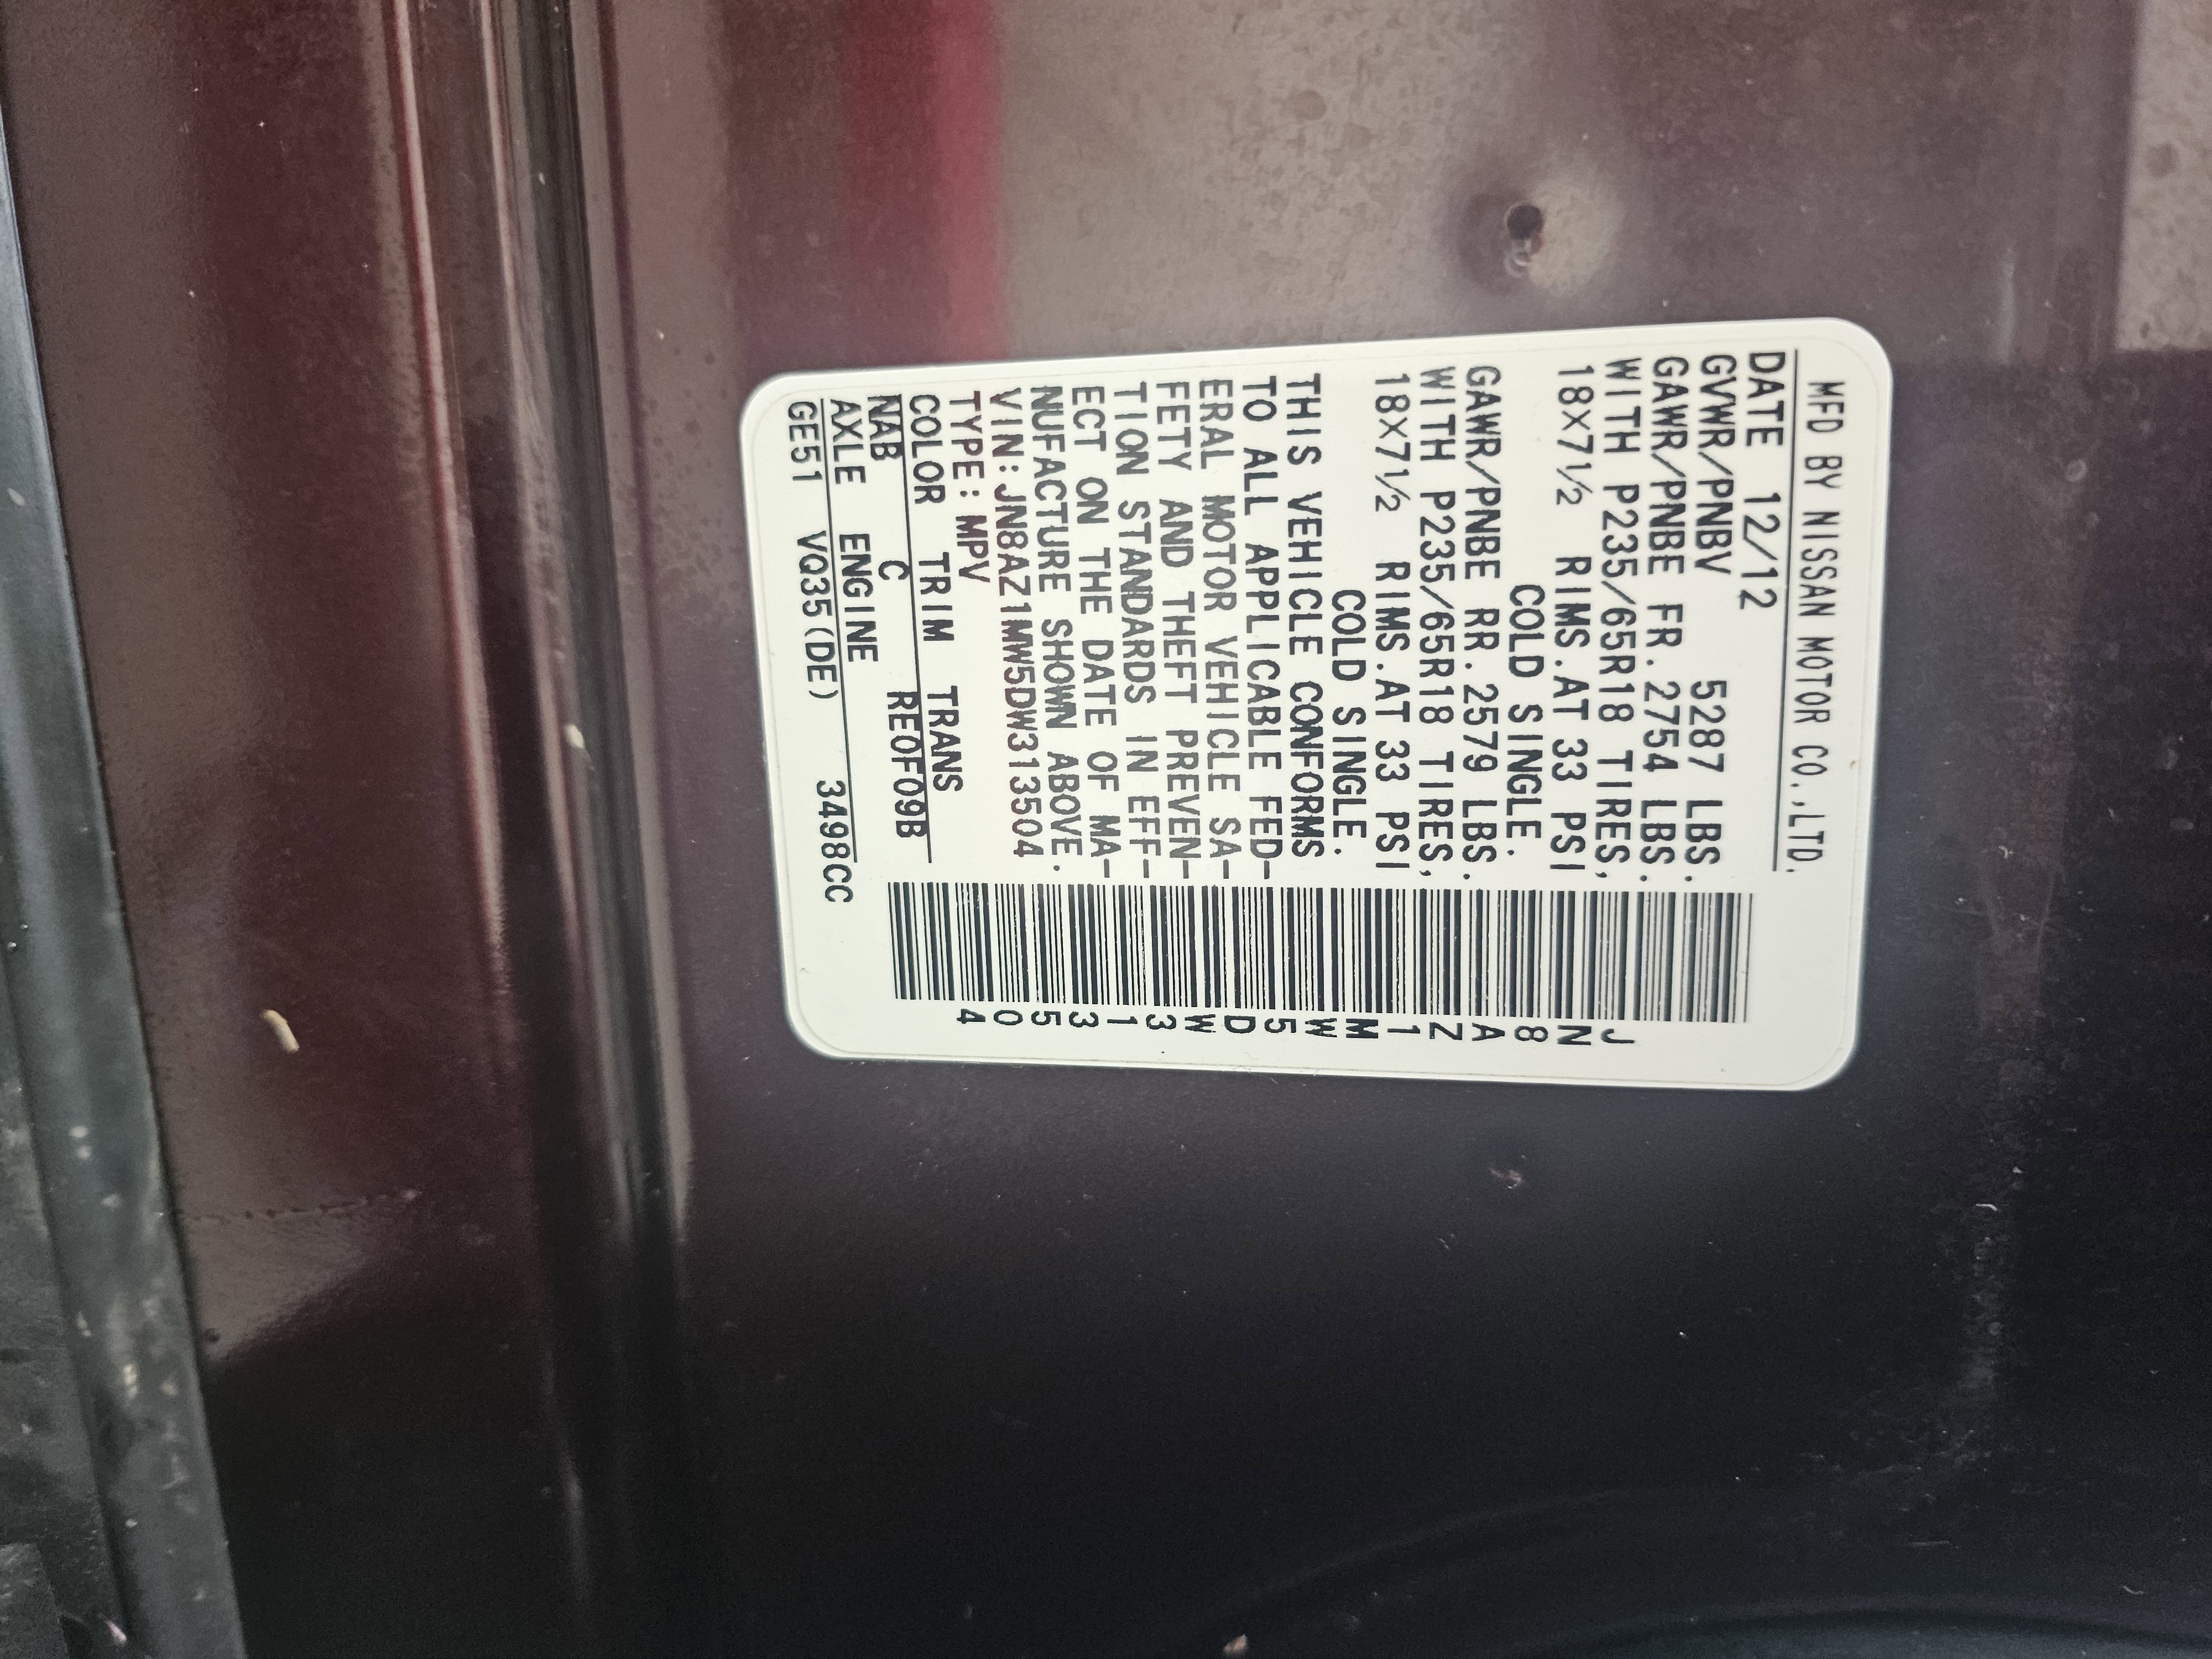 MFD BY NISSAN MOTOR CO.,LTD.
DATE 12/12
GVWR/PNBV 5287 LBS.
GAWR/PNBE FR.2754 LBS.
WITH P235/65R18 TIRES,
18X7½ RIMS.AT 33 PSI
COLD SINGLE.
GAWR/PNBE RR.2579 LBS.
WITH P235/65R18 TIRES,
18X7½ RIMS.AT 33 PSI
COLD SINGLE.
THIS VEHICLE CONFORMS
TO ALL APPLICABLE FED-
ERAL MOTOR VEHICLE SA-
FETY AND THEFT PREVEN-
TION STANDARDS IN EFF-
ECT ON THE DATE OF MA-
NUFACTURE SHOWN ABOVE.
VIN:JN8AZ1MW5DW313504
TYPE:MPV
COLOR TRIM TRANS
NAB C RE0F09B
AXLE ENGINE
GE51 VQ35(DE) 3498CC
JN8AZ1MW5DW313504